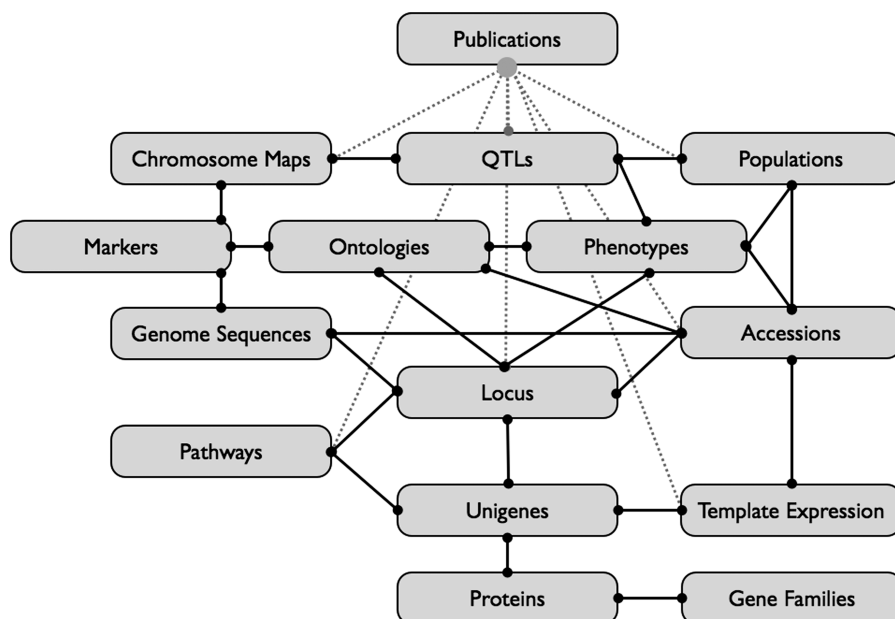 Publications
Chromosome Maps
QTLs
Populations
Markers
Ontologies
Phenotypes
Genome Sequences
Accessions
Locus
Pathways
Unigenes
Template Expression
Proteins
Gene Families